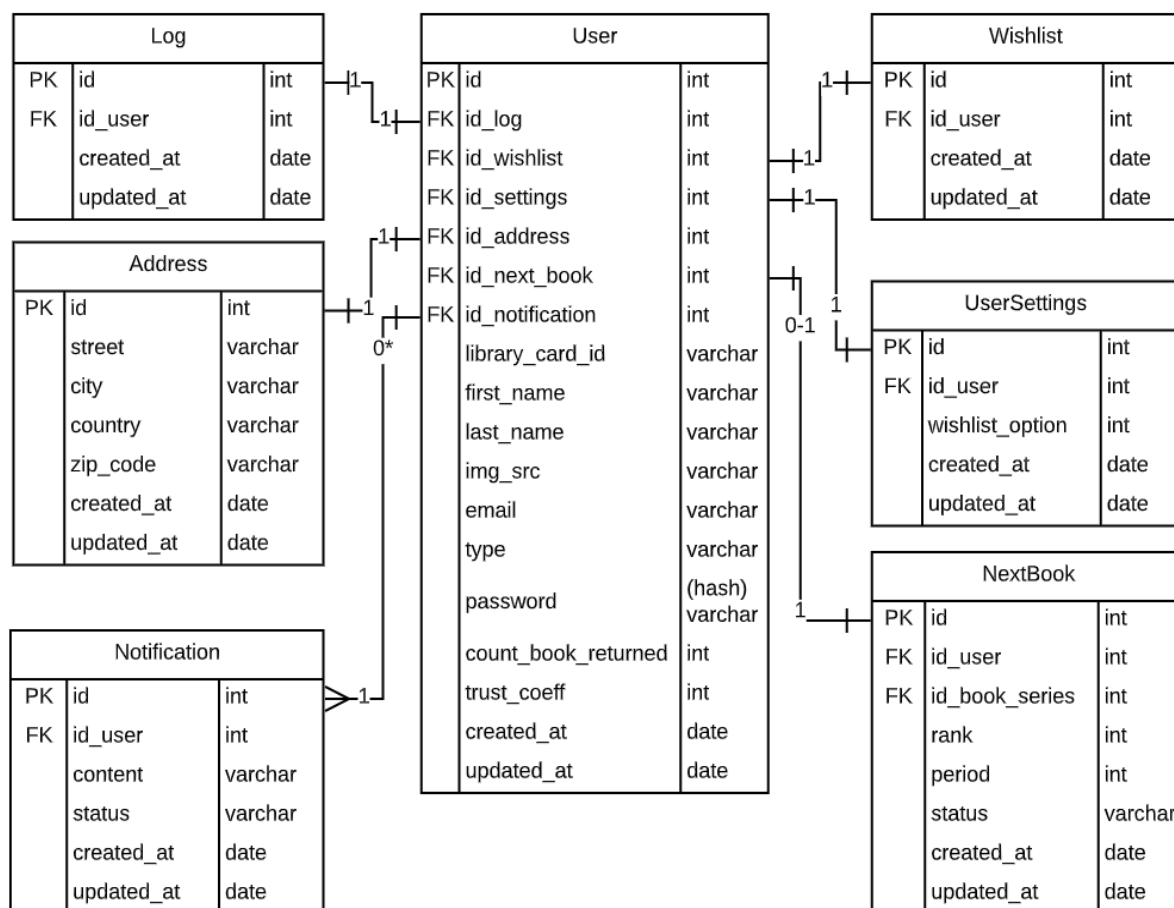 Log
PK id int
FK id_user int
created_at date
updated_at date
Address
PK id int
street varchar
city varchar
country varchar
zip_code varchar
created_at date
updated_at date
Notification
PK id int
FK id_user int
content varchar
status varchar
created_at date
updated_at date
1
1
1
1
0*
1
User
PK id int
FK id_log int
FK id_wishlist int
FK id_settings int
FK id_address int
FK id_next_book int
FK id_notification int
library_card_id varchar
first_name varchar
last_name varchar
img_src varchar
email varchar
type varchar
password (hash)
varchar
count_book_returned int
trust_coeff int
created_at date
updated_at date
1
1
1
1
0-1
1
Wishlist
PK id int
FK id_user int
created_at date
updated_at date
UserSettings
PK id int
FK id_user int
wishlist_option int
created_at date
updated_at date
NextBook
PK id int
FK id_user int
FK id_book_series int
rank int
period int
status varchar
created_at date
updated_at date